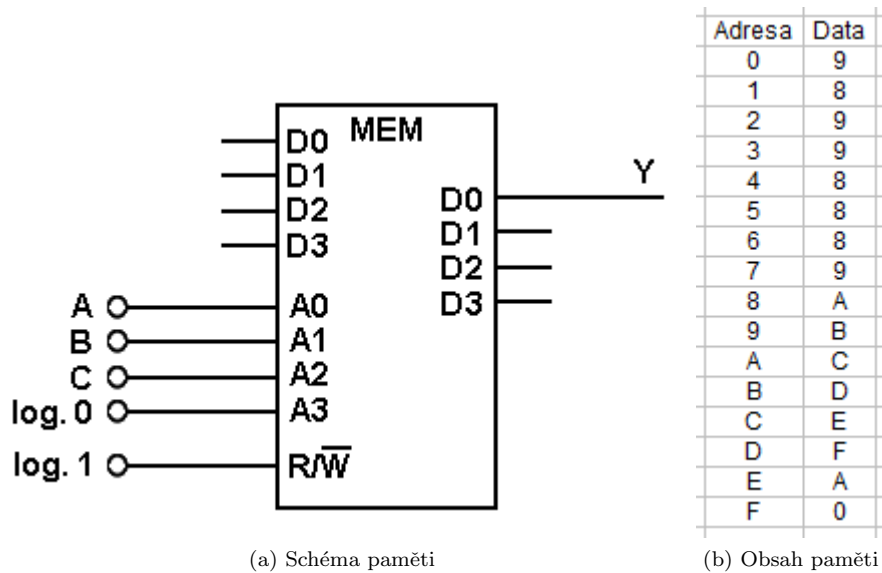 MEM
D0
D1
D2
D3
A A0
B A1
C A2
log. 0 A3
log. 1 R/W̅
D0 Y
D1
D2
D3
(a) Schéma paměti
Adresa Data
0 9
1 8
2 9
3 9
4 8
5 8
6 8
7 9
8 A
9 B
A C
B D
C E
D F
E A
F 0
(b) Obsah paměti